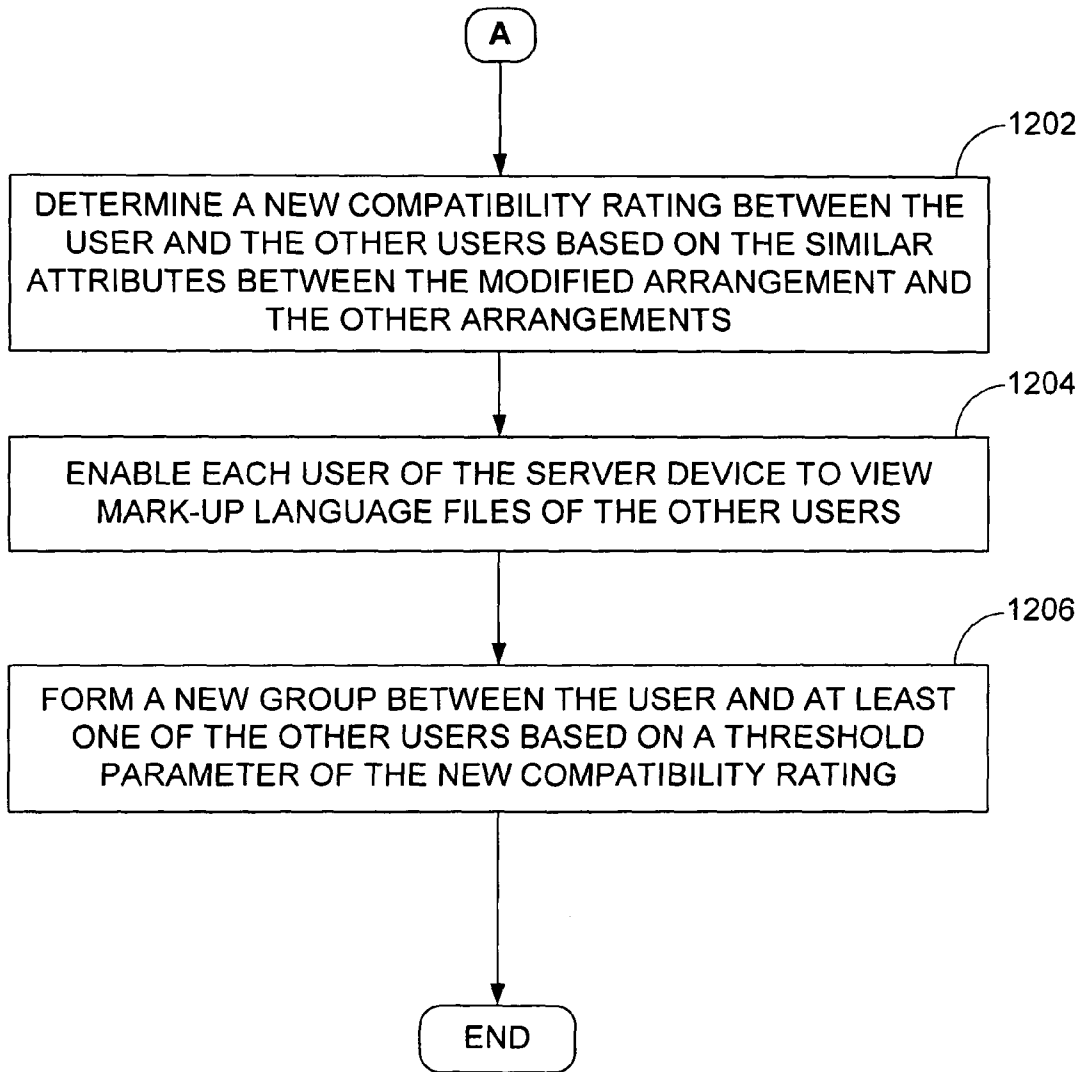 A
1202
DETERMINE A NEW COMPATIBILITY RATING BETWEEN THE
USER AND THE OTHER USERS BASED ON THE SIMILAR
ATTRIBUTES BETWEEN THE MODIFIED ARRANGEMENT AND
THE OTHER ARRANGEMENTS
1204
ENABLE EACH USER OF THE SERVER DEVICE TO VIEW
MARK-UP LANGUAGE FILES OF THE OTHER USERS
1206
FORM A NEW GROUP BETWEEN THE USER AND AT LEAST
ONE OF THE OTHER USERS BASED ON A THRESHOLD
PARAMETER OF THE NEW COMPATIBILITY RATING
END